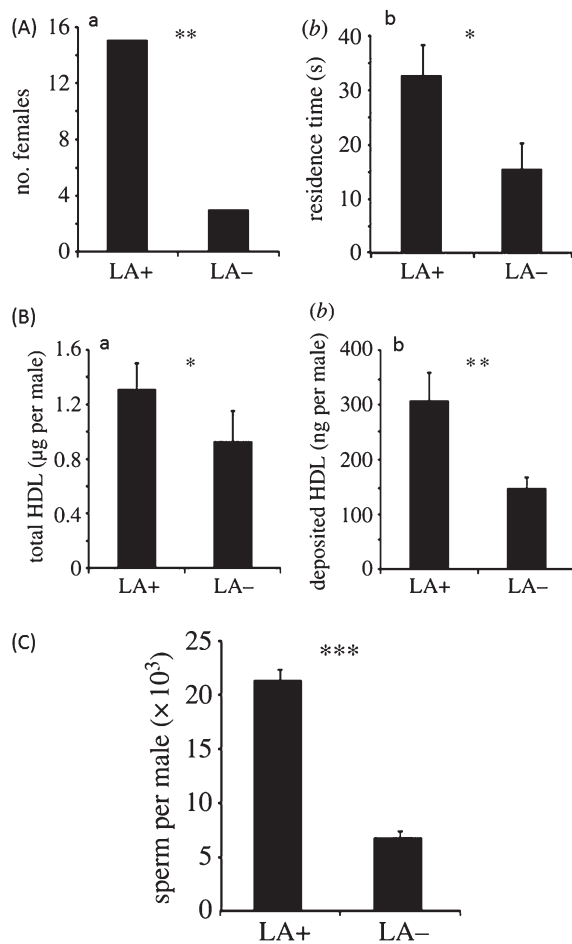 (A) a ** (b) b *
16
12
8
4
0
no. females
LA+ LA−
40
30
20
10
0
residence time (s)
LA+ LA−
(B) a * (b) b **
1.6
1.2
0.8
0.4
0
total HDL (µg per male)
LA+ LA−
400
300
200
100
0
deposited HDL (ng per male)
LA+ LA−
(C) ***
25
20
15
10
5
0
sperm per male (×10³)
LA+ LA−